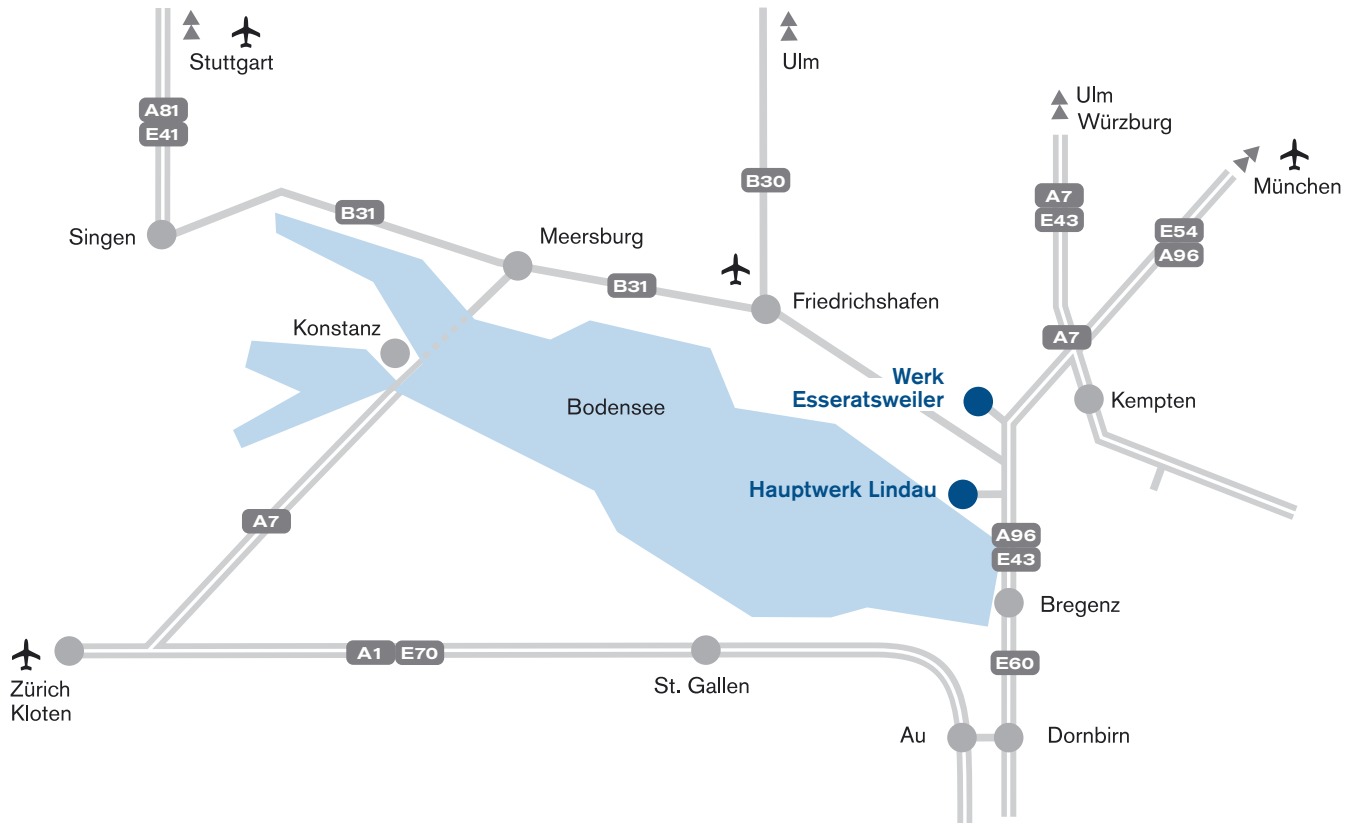 Stuttgart
Ulm
Ulm
Würzburg
München
A81
E41
B30
A7
E43
E54
A96
B31
Singen
Meersburg
B31
Friedrichshafen
Konstanz
A7
Werk
Esseratsweiler
Kempten
Bodensee
Hauptwerk Lindau
A7
A96
E43
Bregenz
A1
E70
E60
Zürich
Kloten
St. Gallen
Au
Dornbirn